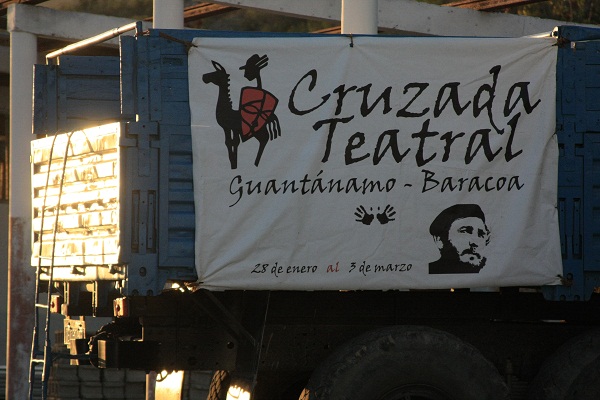 Cruzada
Teatral
Guantánamo - Baracoa
28 de enero al 3 de marzo